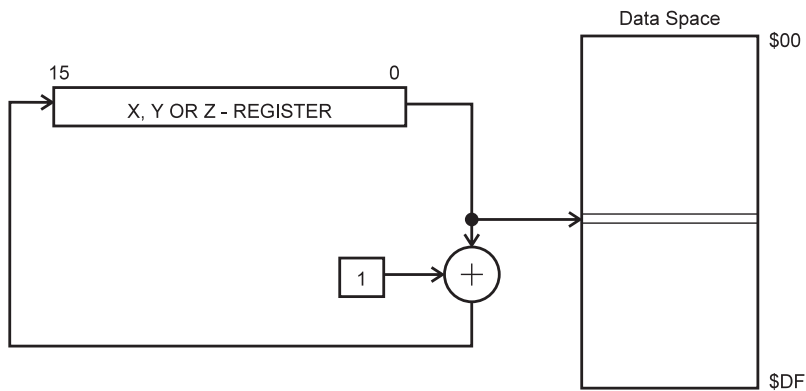 Data Space
$00
15 0
X, Y OR Z - REGISTER
1
+
$DF